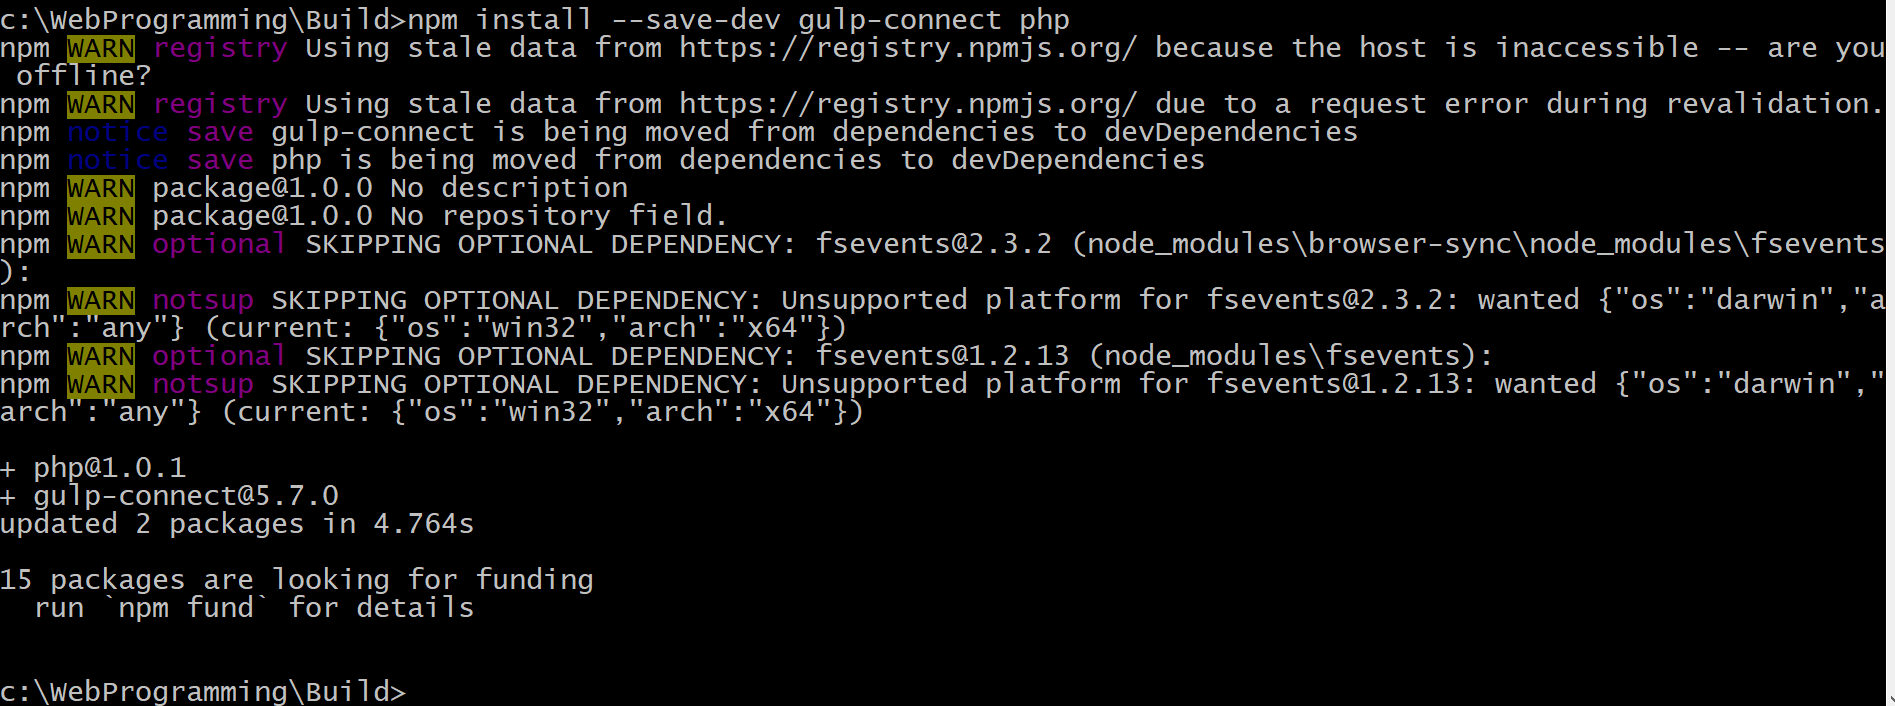 c:\WebProgramming\Build>npm install --save-dev gulp-connect php
npm WARN registry Using stale data from https://registry.npmjs.org/ because the host is inaccessible -- are you
 offline?
npm WARN registry Using stale data from https://registry.npmjs.org/ due to a request error during revalidation.
npm notice save gulp-connect is being moved from dependencies to devDependencies
npm notice save php is being moved from dependencies to devDependencies
npm WARN package@1.0.0 No description
npm WARN package@1.0.0 No repository field.
npm WARN optional SKIPPING OPTIONAL DEPENDENCY: fsevents@2.3.2 (node_modules\browser-sync\node_modules\fsevents
):
npm WARN notsup SKIPPING OPTIONAL DEPENDENCY: Unsupported platform for fsevents@2.3.2: wanted {"os":"darwin","a
rch":"any"} (current: {"os":"win32","arch":"x64"})
npm WARN optional SKIPPING OPTIONAL DEPENDENCY: fsevents@1.2.13 (node_modules\fsevents):
npm WARN notsup SKIPPING OPTIONAL DEPENDENCY: Unsupported platform for fsevents@1.2.13: wanted {"os":"darwin","
arch":"any"} (current: {"os":"win32","arch":"x64"})
+ php@1.0.1
+ gulp-connect@5.7.0
updated 2 packages in 4.764s
15 packages are looking for funding
  run `npm fund` for details
c:\WebProgramming\Build>